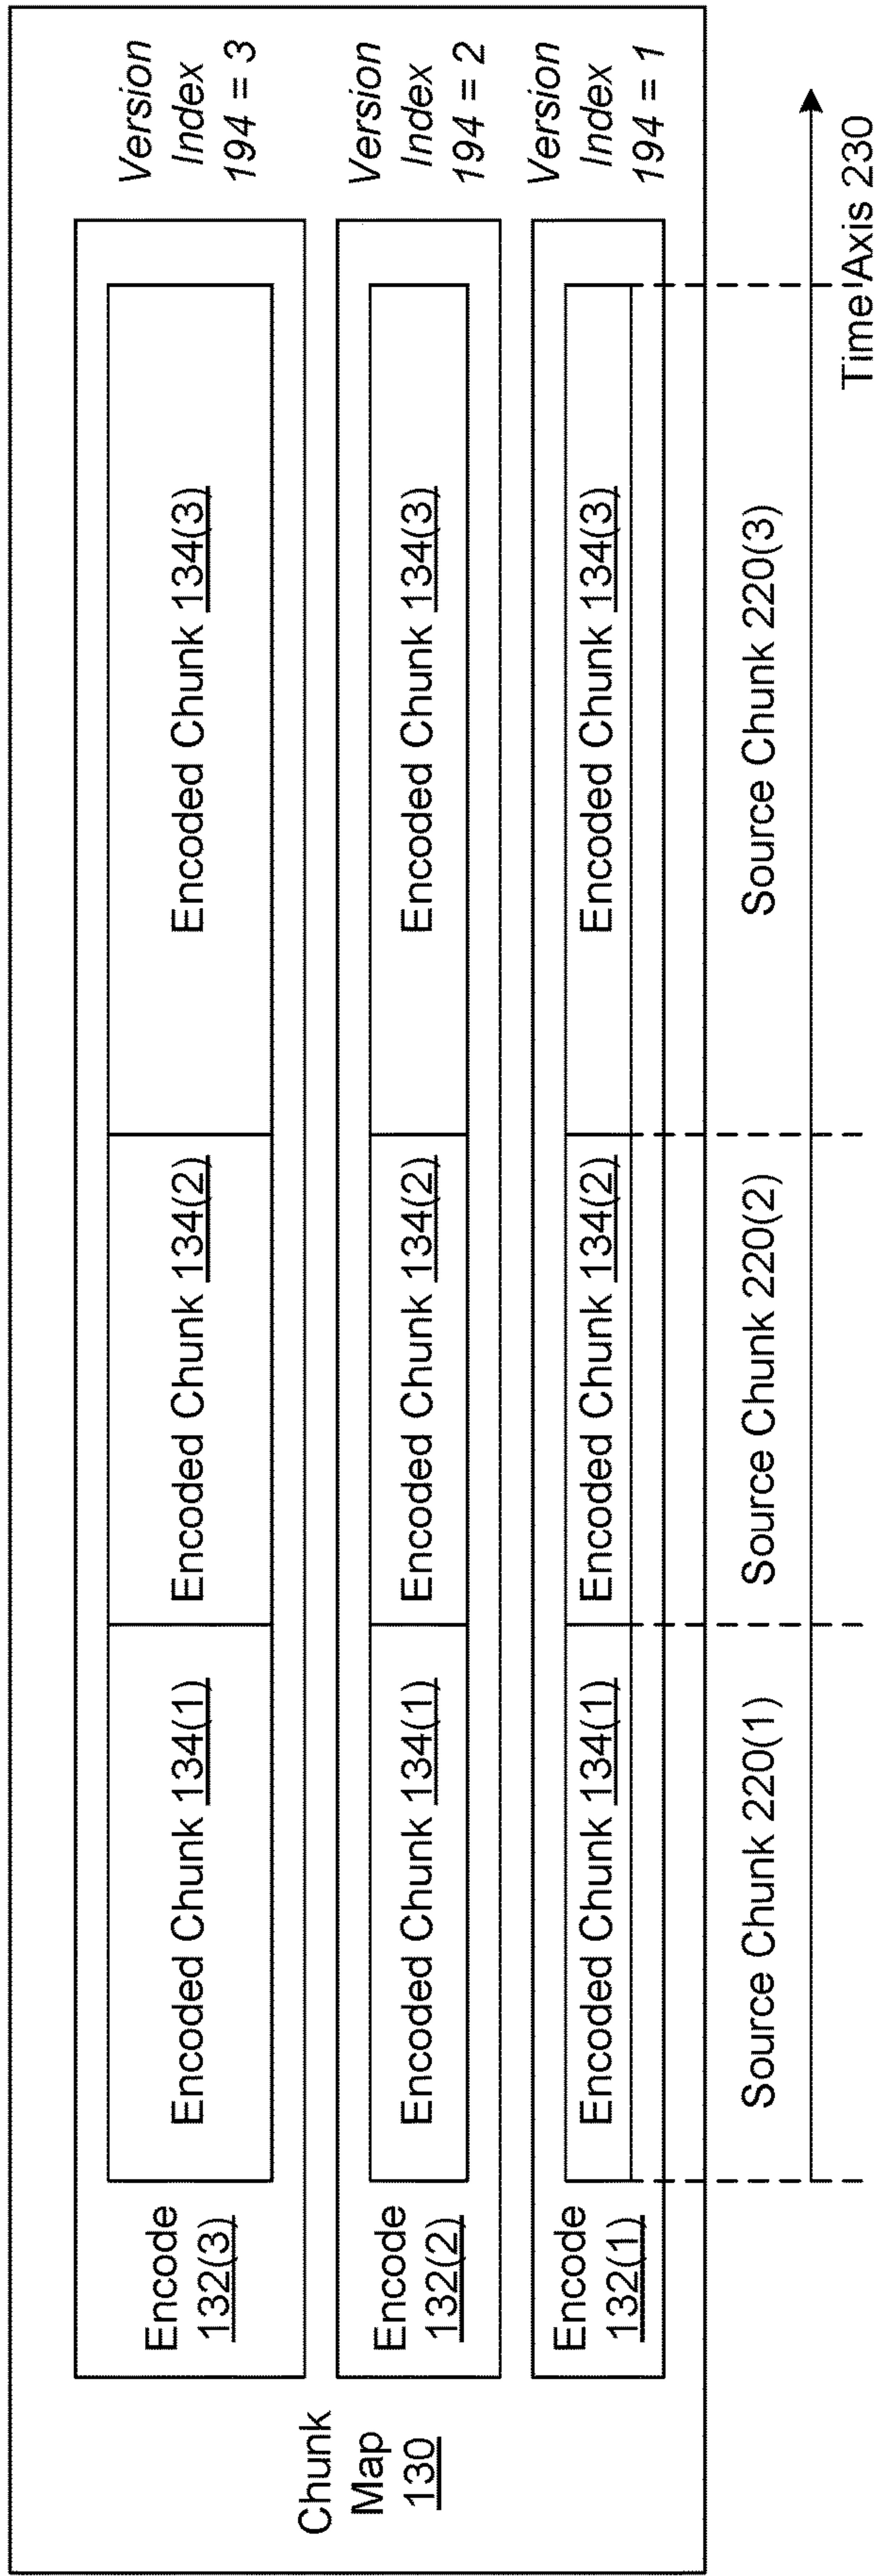 Chunk
Map
130
Encode
132(3)
Encoded Chunk 134(1)
Encoded Chunk 134(2)
Encoded Chunk 134(3)
Version
Index
194 = 3
Encode
132(2)
Encoded Chunk 134(1)
Encoded Chunk 134(2)
Encoded Chunk 134(3)
Version
Index
194 = 2
Encode
132(1)
Encoded Chunk 134(1)
Encoded Chunk 134(2)
Encoded Chunk 134(3)
Version
Index
194 = 1
Source Chunk 220(1)
Source Chunk 220(2)
Source Chunk 220(3)
Time Axis 230